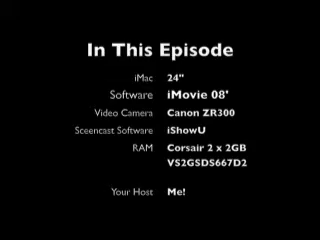 In This Episode
iMac 24"
Software iMovie 08'
Video Camera Canon ZR300
Sceencast Software iShowU
RAM Corsair 2 x 2GB
VS2GSDS667D2
Your Host Me!